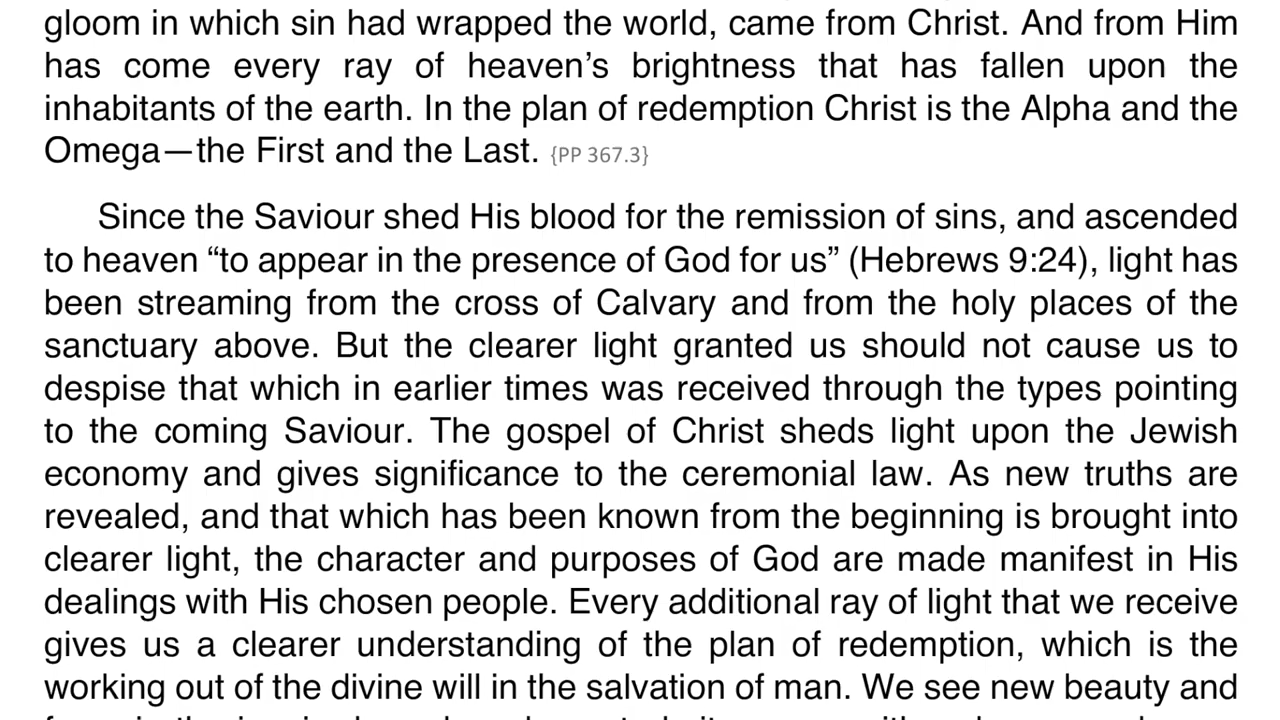 gloom in which sin had wrapped the world, came from Christ. And from Him
has come every ray of heaven’s brightness that has fallen upon the
inhabitants of the earth. In the plan of redemption Christ is the Alpha and the
Omega—the First and the Last. {PP 367.3}
Since the Saviour shed His blood for the remission of sins, and ascended
to heaven “to appear in the presence of God for us” (Hebrews 9:24), light has
been streaming from the cross of Calvary and from the holy places of the
sanctuary above. But the clearer light granted us should not cause us to
despise that which in earlier times was received through the types pointing
to the coming Saviour. The gospel of Christ sheds light upon the Jewish
economy and gives significance to the ceremonial law. As new truths are
revealed, and that which has been known from the beginning is brought into
clearer light, the character and purposes of God are made manifest in His
dealings with His chosen people. Every additional ray of light that we receive
gives us a clearer understanding of the plan of redemption, which is the
working out of the divine will in the salvation of man. We see new beauty and